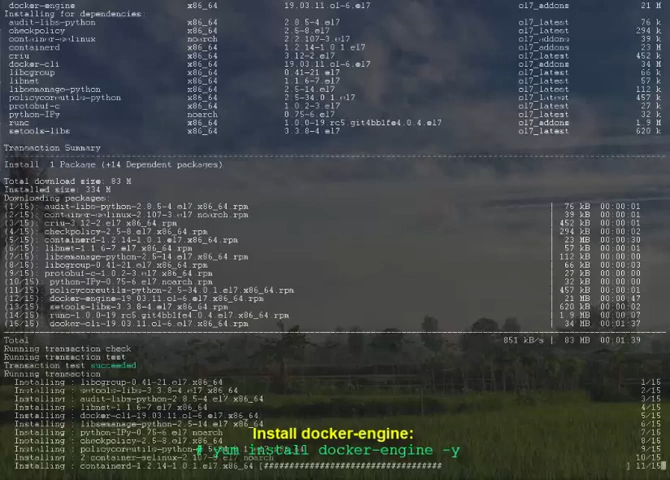 docker-engine x86_64 19.03.11.ol-6.el7 ol7_addons 21 M
Installing for dependencies:
audit-libs-python x86_64 2.8.5-4.el7 ol7_latest 76 k
checkpolicy x86_64 2.5-8.el7 ol7_latest 294 k
container-selinux noarch 2:2.107-3.el7 ol7_addons 39 k
containerd x86_64 1.2.14-1.0.1.el7 ol7_addons 23 M
criu x86_64 3.12-2.el7 ol7_latest 452 k
docker-cli x86_64 19.03.11.ol-6.el7 ol7_addons 34 M
libcgroup x86_64 0.41-21.el7 ol7_latest 66 k
libnet x86_64 1.1.6-7.el7 ol7_latest 57 k
libsemanage-python x86_64 2.5-14.el7 ol7_latest 112 k
policycoreutils-python x86_64 2.5-34.0.1.el7 ol7_latest 457 k
protobuf-c x86_64 1.0.2-3.el7 ol7_latest 27 k
python-IPy noarch 0.75-6.el7 ol7_latest 32 k
runc x86_64 1.0.0-19.rc5.git4bb1fe4.0.4.el7 ol7_addons 1.9 M
setools-libs x86_64 3.3.8-4.el7 ol7_latest 620 k
Transaction Summary
Install 1 Package (+14 Dependent packages)
Total download size: 83 M
Installed size: 334 M
Downloading packages:
(1/15): audit-libs-python-2.8.5-4.el7.x86_64.rpm | 76 kB 00:00:01
(2/15): container-selinux-2.107-3.el7.noarch.rpm | 39 kB 00:00:01
(3/15): criu-3.12-2.el7.x86_64.rpm | 452 kB 00:00:01
(4/15): checkpolicy-2.5-8.el7.x86_64.rpm | 294 kB 00:00:02
(5/15): containerd-1.2.14-1.0.1.el7.x86_64.rpm | 23 MB 00:00:30
(6/15): libnet-1.1.6-7.el7.x86_64.rpm | 57 kB 00:00:01
(7/15): libsemanage-python-2.5-14.el7.x86_64.rpm | 112 kB 00:00:00
(8/15): libcgroup-0.41-21.el7.x86_64.rpm | 66 kB 00:00:03
(9/15): protobuf-c-1.0.2-3.el7.x86_64.rpm | 27 kB 00:00:00
(10/15): python-IPy-0.75-6.el7.noarch.rpm | 32 kB 00:00:00
(11/15): policycoreutils-python-2.5-34.0.1.el7.x86_64.rpm | 457 kB 00:00:01
(12/15): docker-engine-19.03.11.ol-6.el7.x86_64.rpm | 21 MB 00:00:47
(13/15): setools-libs-3.3.8-4.el7.x86_64.rpm | 620 kB 00:00:02
(14/15): runc-1.0.0-19.rc5.git4bb1fe4.0.4.el7.x86_64.rpm | 1.9 MB 00:00:07
(15/15): docker-cli-19.03.11.ol-6.el7.x86_64.rpm | 34 MB 00:01:37
Total 851 kB/s | 83 MB 00:01:39
Running transaction check
Running transaction test
Transaction test succeeded
Running transaction
Installing : libcgroup-0.41-21.el7.x86_64 1/15
Installing : setools-libs-3.3.8-4.el7.x86_64 2/15
Installing : audit-libs-python-2.8.5-4.el7.x86_64 3/15
Installing : libnet-1.1.6-7.el7.x86_64 4/15
Installing : docker-cli-19.03.11.ol-6.el7.x86_64 5/15
Installing : 6/15
Install docker-engine:
Installing : python-IPy-0.75-6.el7.noarch 7/15
Installing : checkpolicy-2.5-8.el7.x86_64 8/15
Installing : policycoreutils-python 9/15
# yum install docker-engine -y
Installing : 2:container-selinux-2.107-3.el7.noarch 10/15
Installing : containerd-1.2.14-1.0.1.el7.x86_64 [######################################## ] 11/15